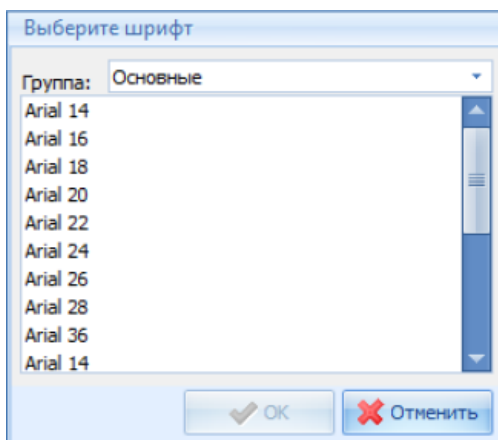 Выберите шрифт
Группа: Основные
Arial 14
Arial 16
Arial 18
Arial 20
Arial 22
Arial 24
Arial 26
Arial 28
Arial 36
Arial 14
OK Отменить